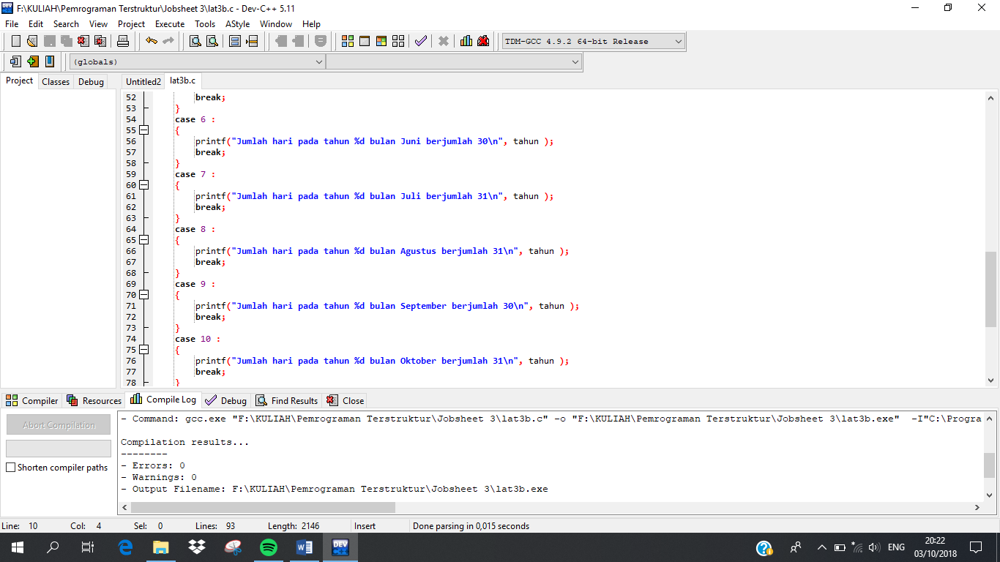 F:\KULIAH\Pemrograman Terstruktur\Jobsheet 3\lat3b.c - Dev-C++ 5.11
File Edit Search View Project Execute Tools AStyle Window Help
TDM-GCC 4.9.2 64-bit Release
(globals)
Project Classes Debug Untitled2 lat3b.c
52 break;
53 }
54 case 6 :
55 {
56 printf("Jumlah hari pada tahun %d bulan Juni berjumlah 30\n", tahun );
57 break;
58 }
59 case 7 :
60 {
61 printf("Jumlah hari pada tahun %d bulan Juli berjumlah 31\n", tahun );
62 break;
63 }
64 case 8 :
65 {
66 printf("Jumlah hari pada tahun %d bulan Agustus berjumlah 31\n", tahun );
67 break;
68 }
69 case 9 :
70 {
71 printf("Jumlah hari pada tahun %d bulan September berjumlah 30\n", tahun );
72 break;
73 }
74 case 10 :
75 {
76 printf("Jumlah hari pada tahun %d bulan Oktober berjumlah 31\n", tahun );
77 break;
78 }
Compiler Resources Compile Log Debug Find Results Close
Abort Compilation
Shorten compiler paths
- Command: gcc.exe "F:\KULIAH\Pemrograman Terstruktur\Jobsheet 3\lat3b.c" -o "F:\KULIAH\Pemrograman Terstruktur\Jobsheet 3\lat3b.exe" -I"C:\Progra
Compilation results...
--------
- Errors: 0
- Warnings: 0
- Output Filename: F:\KULIAH\Pemrograman Terstruktur\Jobsheet 3\lat3b.exe
Line: 10 Col: 4 Sel: 0 Lines: 93 Length: 2146 Insert Done parsing in 0,015 seconds
DEV
ENG
20:22
03/10/2018